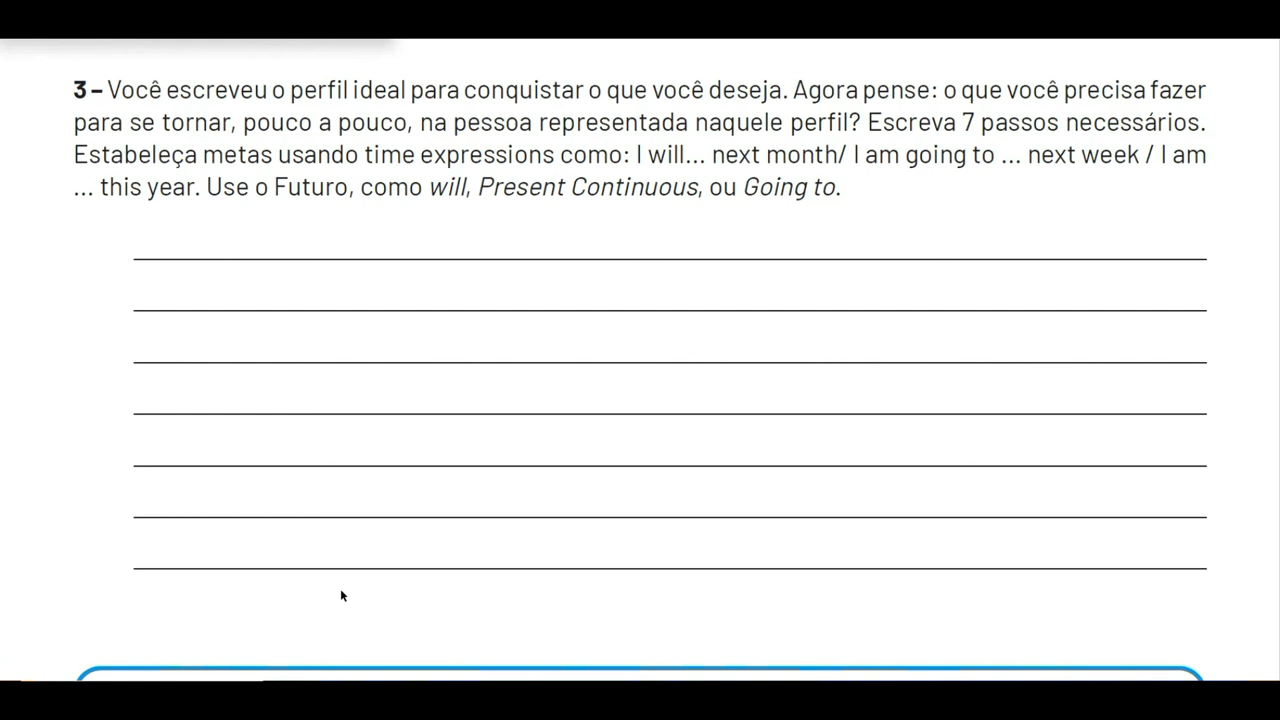 3 – Você escreveu o perfil ideal para conquistar o que você deseja. Agora pense: o que você precisa fazer
para se tornar, pouco a pouco, na pessoa representada naquele perfil? Escreva 7 passos necessários.
Estabeleça metas usando time expressions como: I will... next month/ I am going to ... next week / I am
... this year. Use o Futuro, como will, Present Continuous, ou Going to.